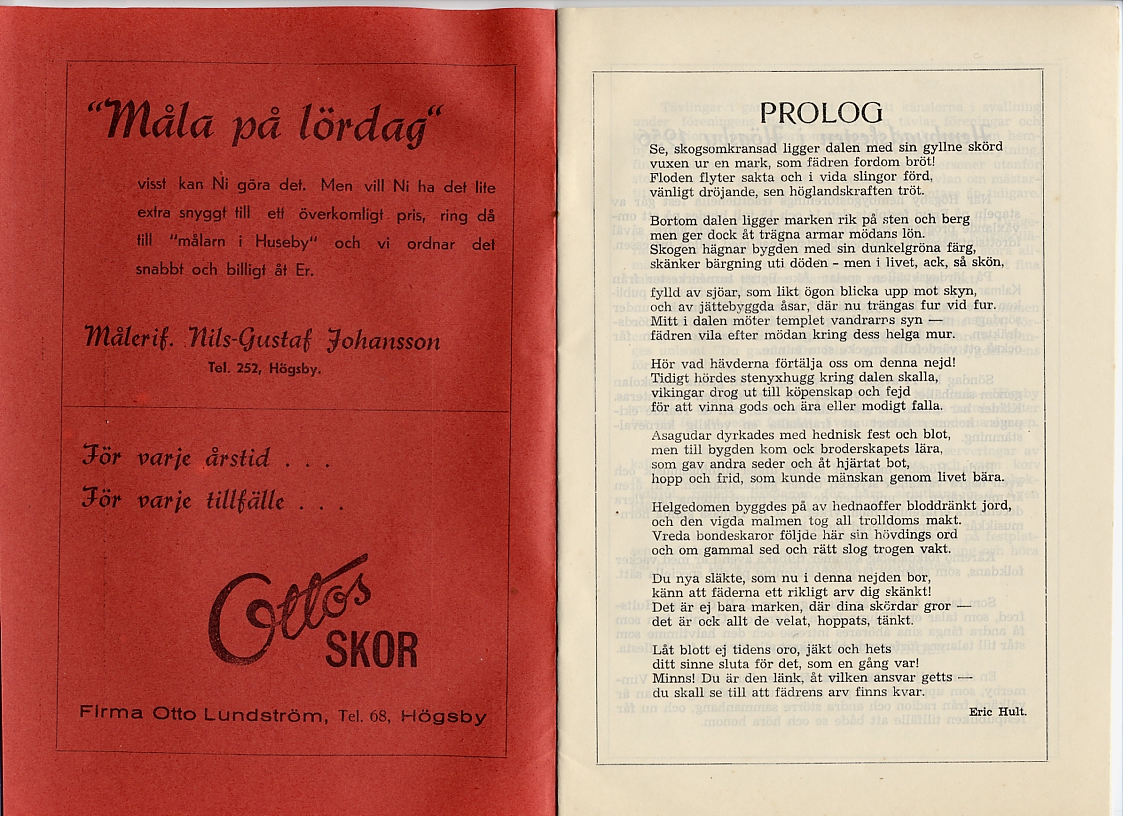 "Måla på lördag"
visst kan Ni göra det. Men vill Ni ha det lite
extra snyggt till ett överkomligt pris, ring då
till "målarn i Huseby" och vi ordnar det
snabbt och billigt åt Er.
Målerif. Nils-Gustaf Johansson
Tel. 252, Högsby.
För varje årstid . . .
För varje tillfälle . . .
Ottos
SKOR
Firma Otto Lundström, Tel. 68, Högsby
PROLOG
Se, skogsomkransad ligger dalen med sin gyllne skörd
vuxen ur en mark, som fädren fordom bröt!
Floden flyter sakta och i vida slingor förd,
vänligt dröjande, sen höglandskraften tröt.
Bortom dalen ligger marken rik på sten och berg
men ger dock åt trägna armar mödans lön.
Skogen hägnar bygden med sin dunkelgröna färg,
skänker bärgning uti döden - men i livet, ack, så skön,
fylld av sjöar, som likt ögon blicka upp mot skyn,
och av jättebyggda åsar, där nu trängas fur vid fur.
Mitt i dalen möter templet vandrarns syn —
fädren vila efter mödan kring dess helga mur.
Hör vad hävderna förtälja oss om denna nejd!
Tidigt hördes stenyxhugg kring dalen skalla,
vikingar drog ut till köpenskap och fejd
för att vinna gods och ära eller modigt falla.
Asagudar dyrkades med hednisk fest och blot,
men till bygden kom ock broderskapets lära,
som gav andra seder och åt hjärtat bot,
hopp och frid, som kunde mänskan genom livet bära.
Helgedomen byggdes på av hednaoffer bloddränkt jord,
och den vigda malmen tog all trolldoms makt.
Vreda bondeskaror följde här sin hövdings ord
och om gammal sed och rätt slog trogen vakt.
Du nya släkte, som nu i denna nejden bor,
känn att fäderna ett rikligt arv dig skänkt!
Det är ej bara marken, där dina skördar gror —
det är ock allt de velat, hoppats, tänkt.
Låt blott ej tidens oro, jäkt och hets
ditt sinne sluta för det, som en gång var!
Minns! Du är den länk, åt vilken ansvar getts —
du skall se till att fädrens arv finns kvar.
Eric Hult.